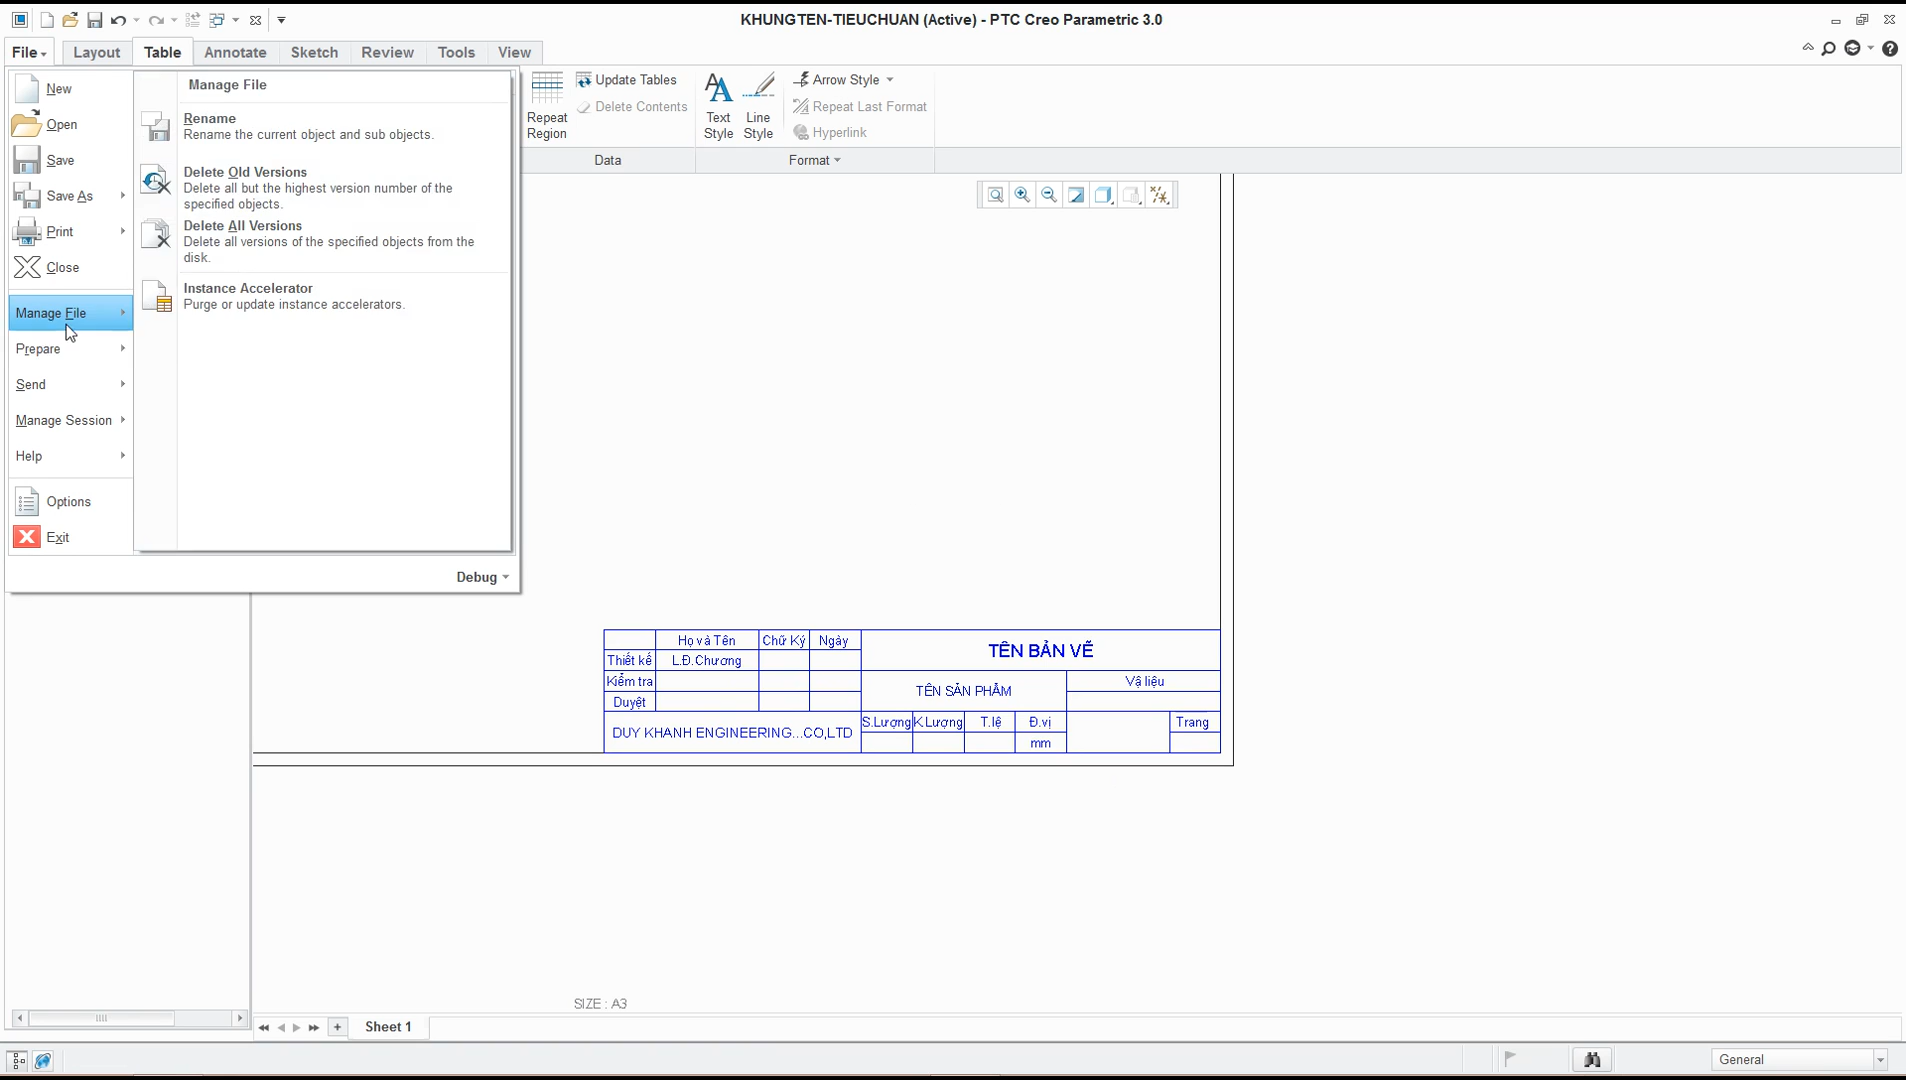 KHUNGTEN-TIEUCHUAN (Active) - PTC Creo Parametric 3.0
File Layout Table Annotate Sketch Review Tools View
New
Open
Save
Save As
Print
Close
Manage File
Prepare
Send
Manage Session
Help
Options
Exit
Manage File
Rename
Rename the current object and sub objects.
Delete Old Versions
Delete all but the highest version number of the
specified objects.
Delete All Versions
Delete all versions of the specified objects from the
disk.
Instance Accelerator
Purge or update instance accelerators.
Debug
Repeat
Region
Update Tables
Delete Contents
Data
Text
Style
Line
Style
Arrow Style
Repeat Last Format
Hyperlink
Format
Họ và Tên Chữ Ký Ngày
Thiết kế L.Đ.Chương
Kiểm tra
Duyệt
DUY KHANH ENGINEERING...CO,LTD
TÊN BẢN VẼ
TÊN SẢN PHẨM
Vậ liệu
S.Lượng K.Lượng T.lệ Đ.vị Trang
mm
SIZE : A3
Sheet 1
General